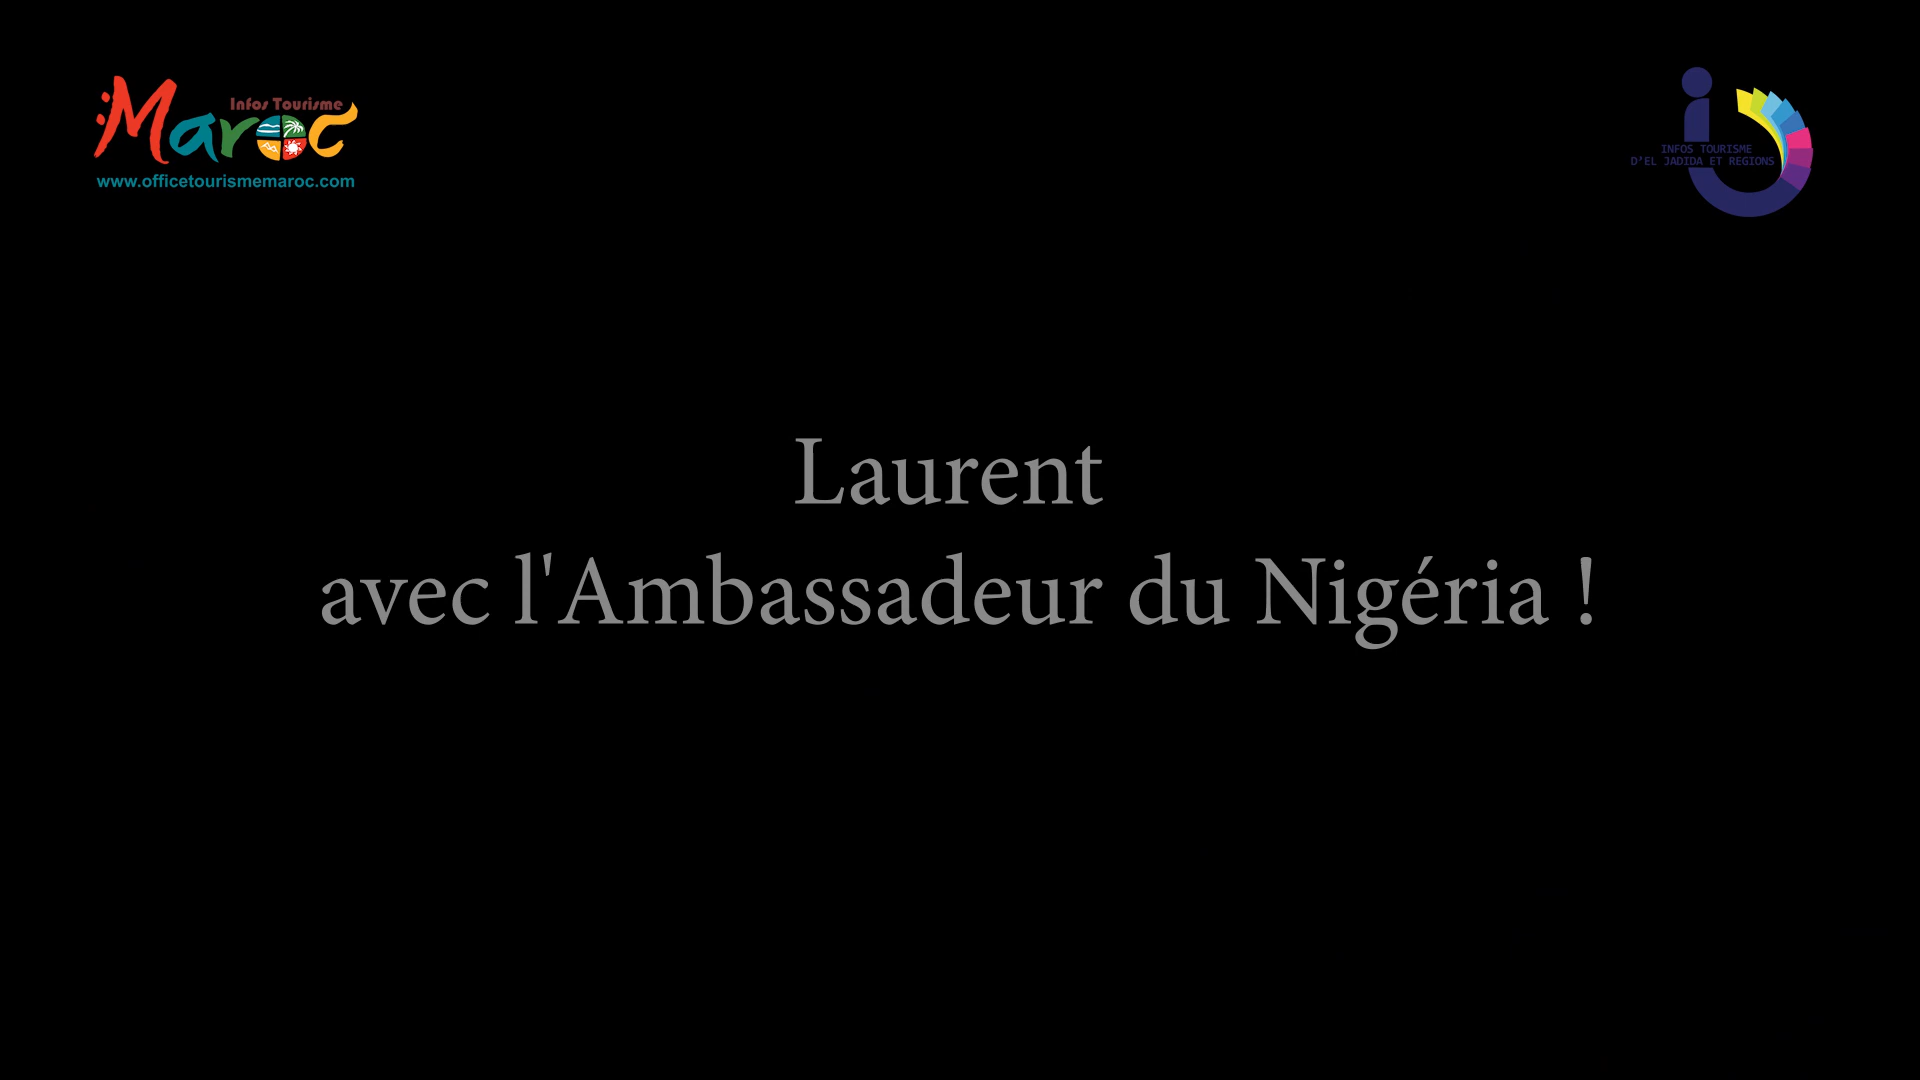 Infos Tourisme
Maroc
www.officetourismemaroc.com
INFOS TOURISME
D'EL JADIDA ET REGIONS
Laurent
avec l'Ambassadeur du Nigéria !